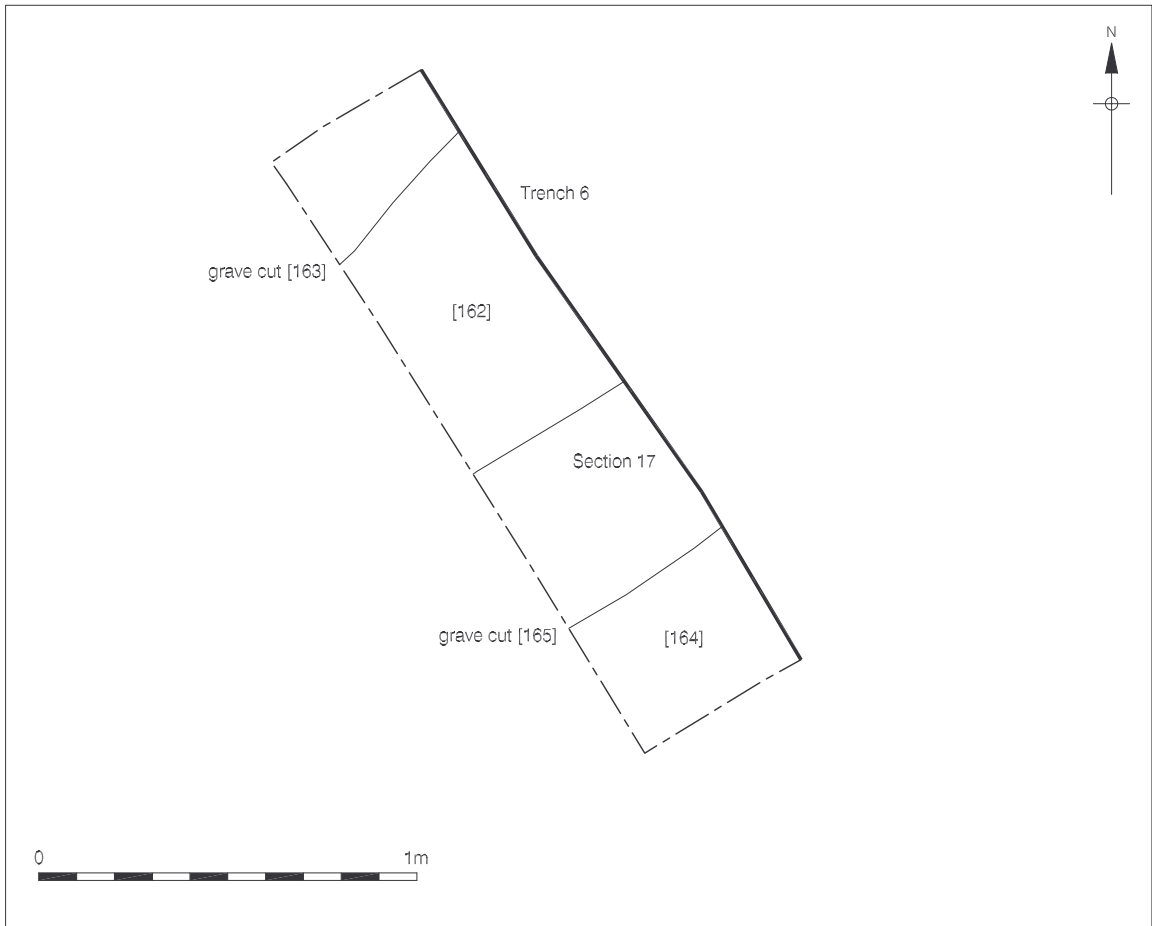 N
Trench 6
grave cut [163]
[162]
Section 17
grave cut [165]
[164]
0
1m